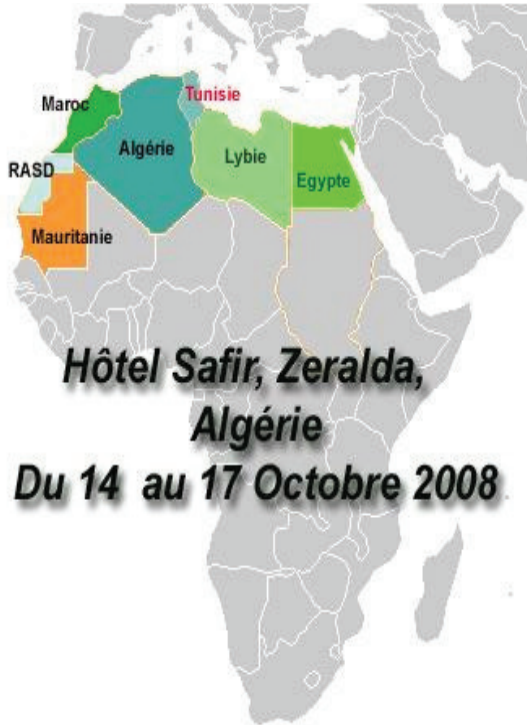 Maroc
Tunisie
Algérie
Lybie
RASD
Egypte
Mauritanie
Hôtel Safir, Zeralda,
Algérie
Du 14 au 17 Octobre 2008